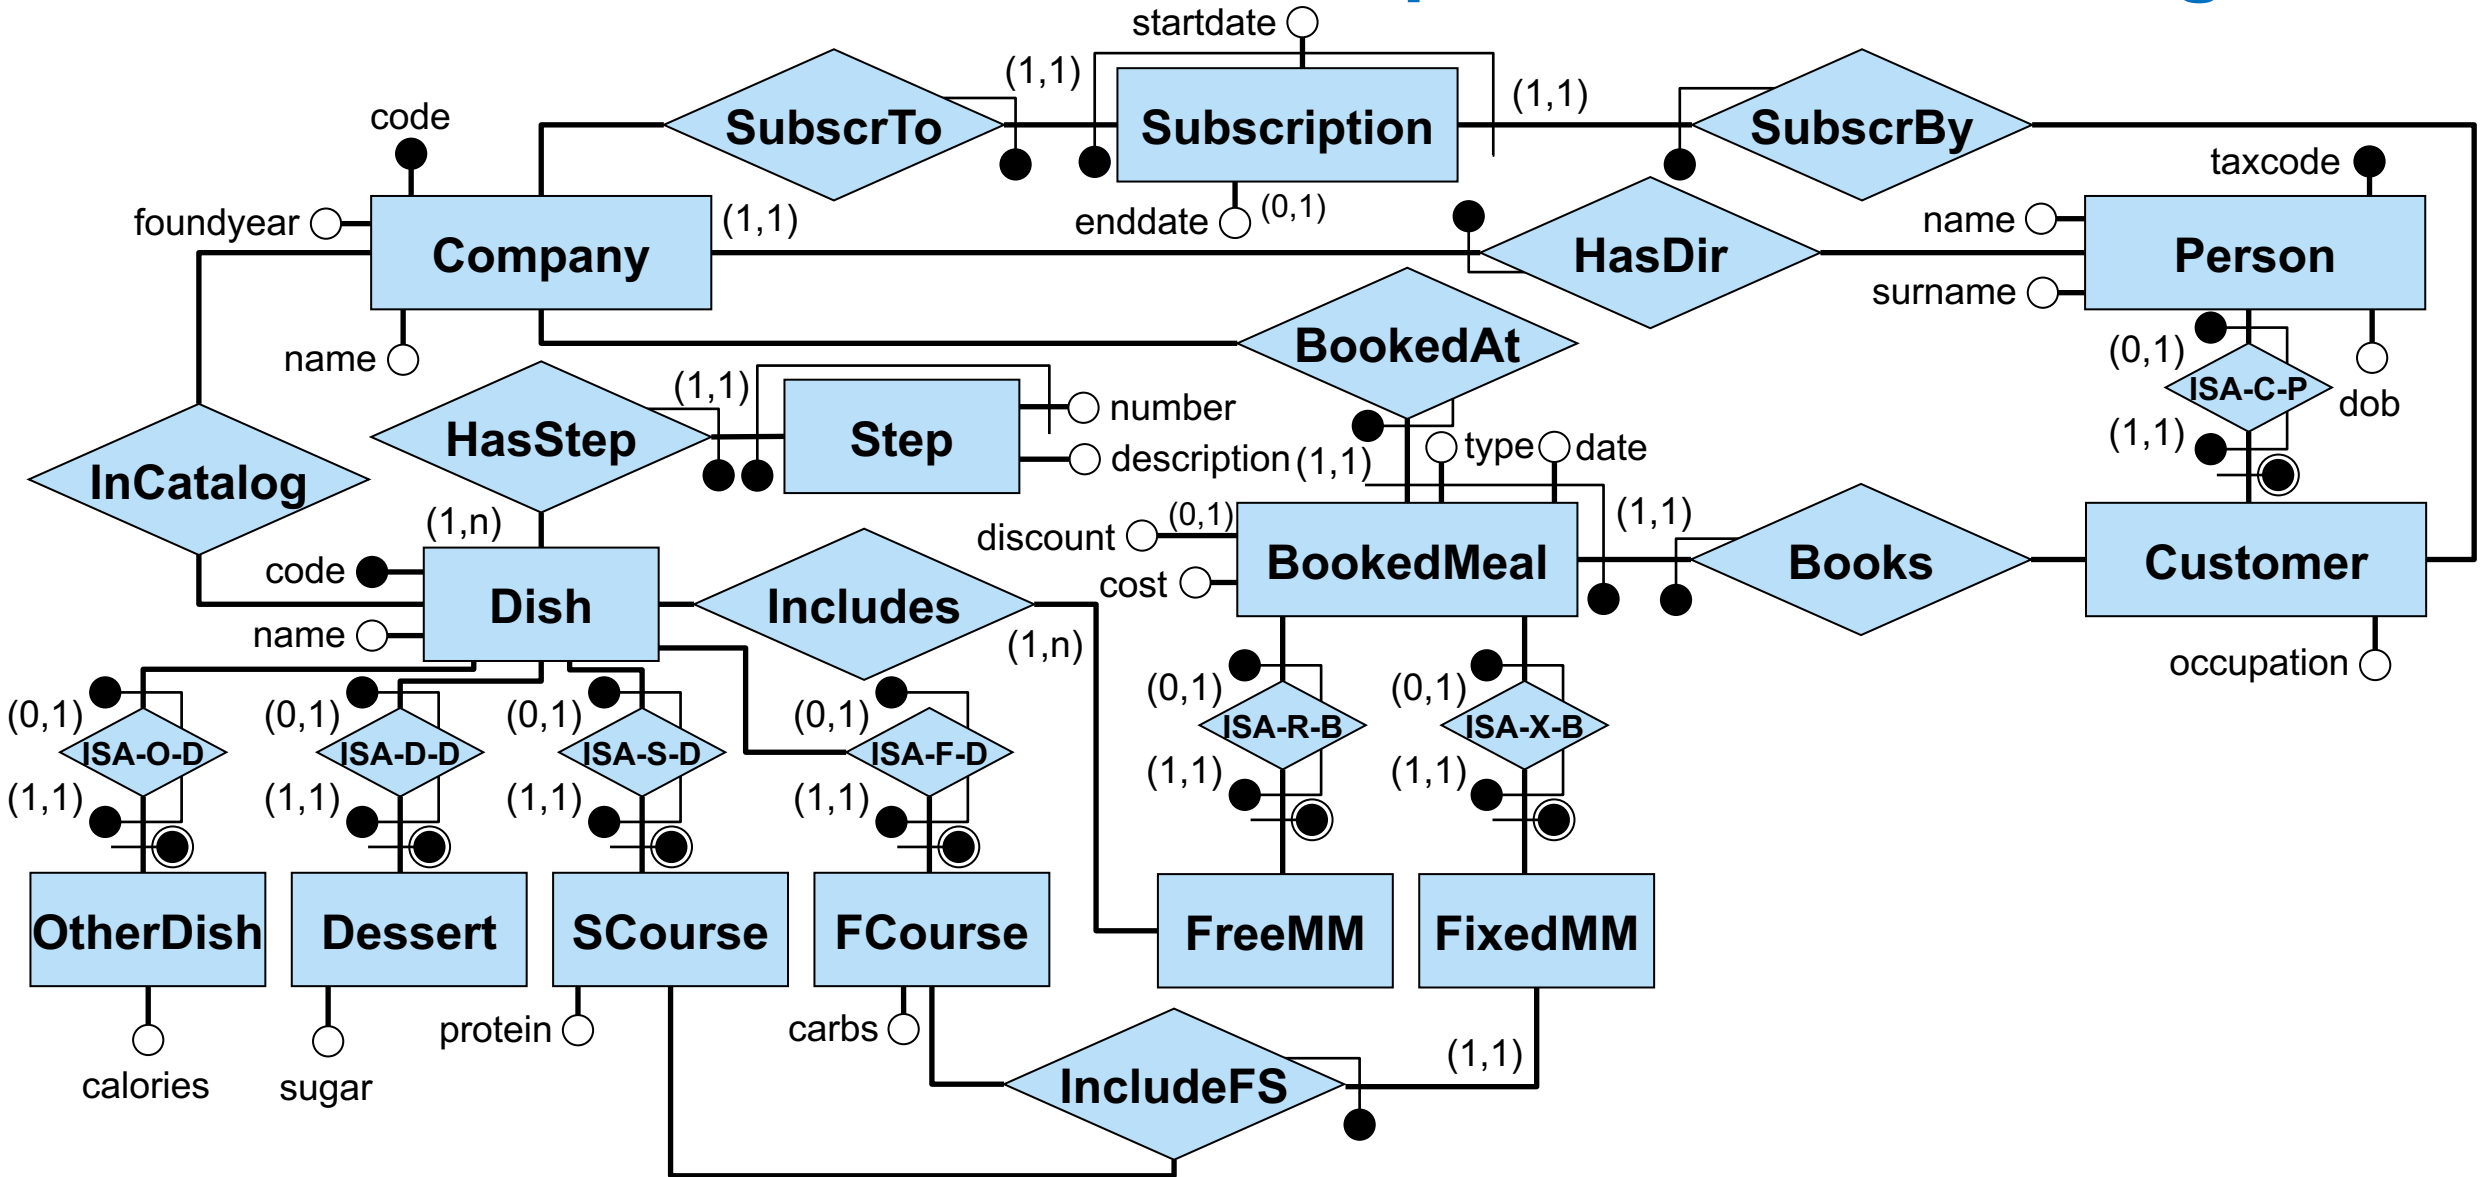 startdate
(1,1)
(1,1)
code
SubscrTo
Subscription
SubscrBy
taxcode
foundyear
(1,1)
enddate
(0,1)
name
Company
HasDir
Person
surname
name
BookedAt
(0,1)
ISA-C-P
dob
(1,1)
number
HasStep
Step
(1,1)
type
date
description
(1,1)
InCatalog
(1,n)
discount
(0,1)
(1,1)
code
BookedMeal
Books
Customer
cost
Dish
Includes
name
(1,n)
occupation
(0,1)
(0,1)
(0,1)
(0,1)
(0,1)
(0,1)
ISA-O-D
ISA-D-D
ISA-S-D
ISA-F-D
ISA-R-B
ISA-X-B
(1,1)
(1,1)
(1,1)
(1,1)
(1,1)
(1,1)
OtherDish
Dessert
SCourse
FCourse
FreeMM
FixedMM
protein
carbs
(1,1)
calories
sugar
IncludeFS